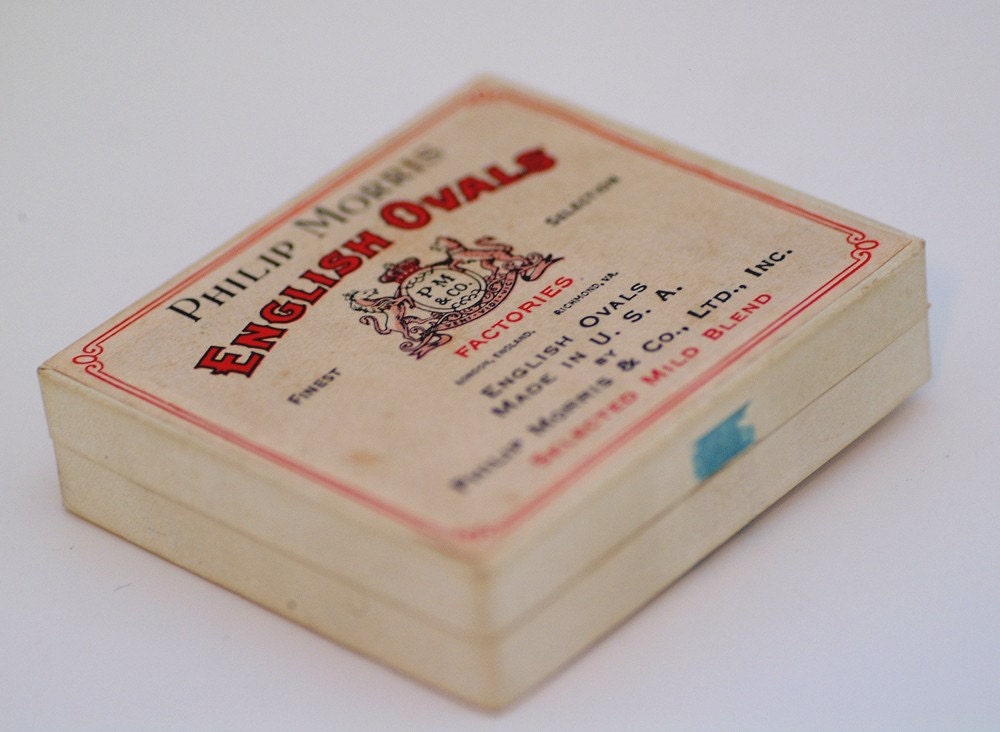 PHILIP MORRIS
ENGLISH OVALS
FINEST SELECTION
P M
& CO.
FACTORIES
LONDON, ENGLAND. RICHMOND, VA.
ENGLISH OVALS
MADE IN U. S. A.
BY
PHILIP MORRIS & CO., LTD., INC.
SELECTED MILD BLEND